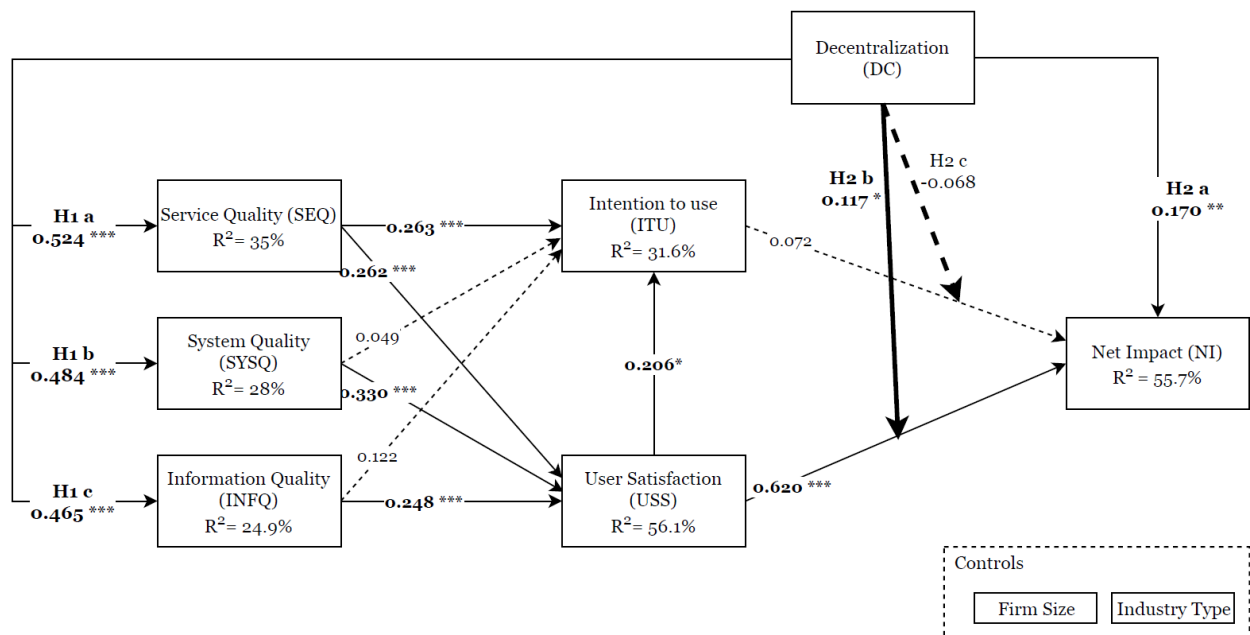 Decentralization
(DC)
H2 c
-0.068
H2 b
0.117 *
H2 a
0.170 **
H1 a
0.524 ***
Service Quality (SEQ)
R²= 35%
0.263 ***
Intention to use
(ITU)
R²= 31.6%
0.072
0.262 ***
H1 b
0.484 ***
System Quality
(SYSQ)
R²= 28%
0.049
0.330 ***
0.206*
Net Impact (NI)
R² = 55.7%
H1 c
0.465 ***
Information Quality
(INFQ)
R²= 24.9%
0.122
0.248 ***
User Satisfaction
(USS)
R²= 56.1%
0.620 ***
Controls
Firm Size
Industry Type